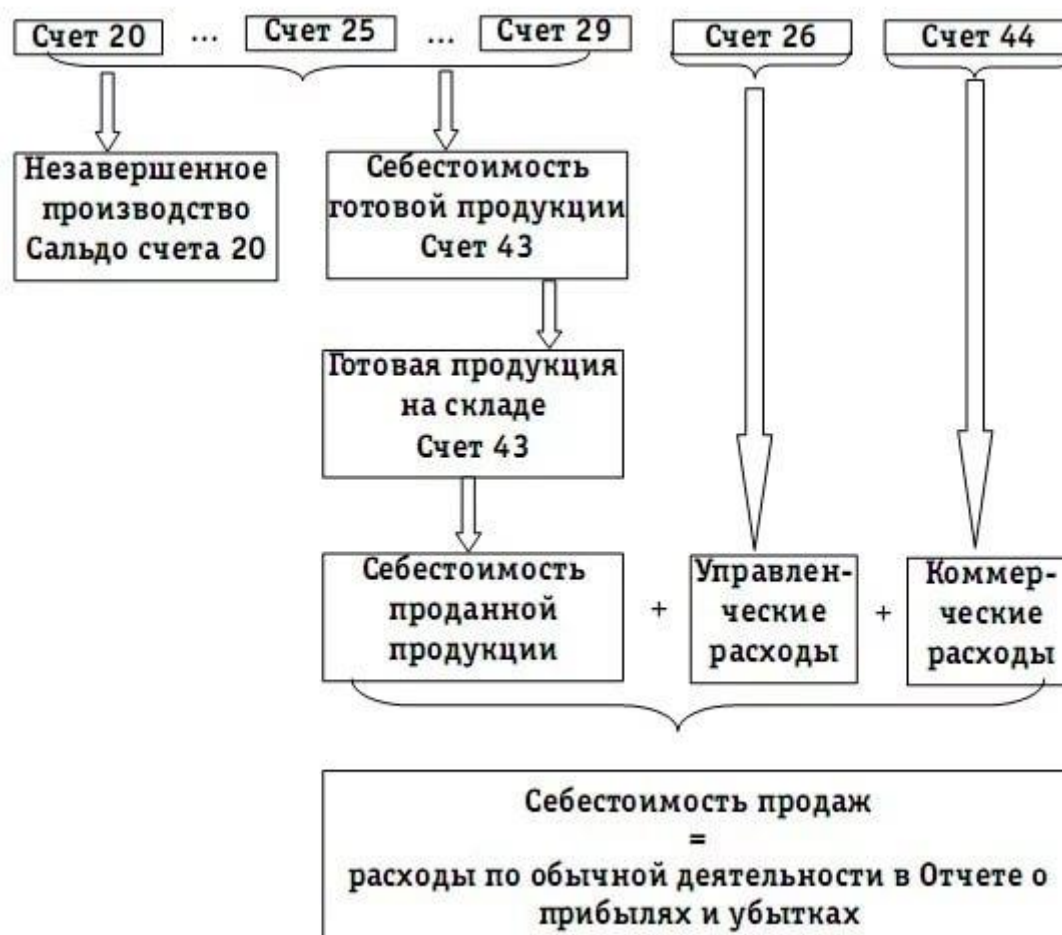 Счет 20 ... Счет 25 ... Счет 29 Счет 26 Счет 44
Незавершенное
производство
Сальдо счета 20
Себестоимость
готовой продукции
Счет 43
Готовая продукция
на складе
Счет 43
Себестоимость
проданной
продукции
+
Управлен-
ческие
расходы
+
Коммер-
ческие
расходы
Себестоимость продаж
=
расходы по обычной деятельности в Отчете о
прибылях и убытках